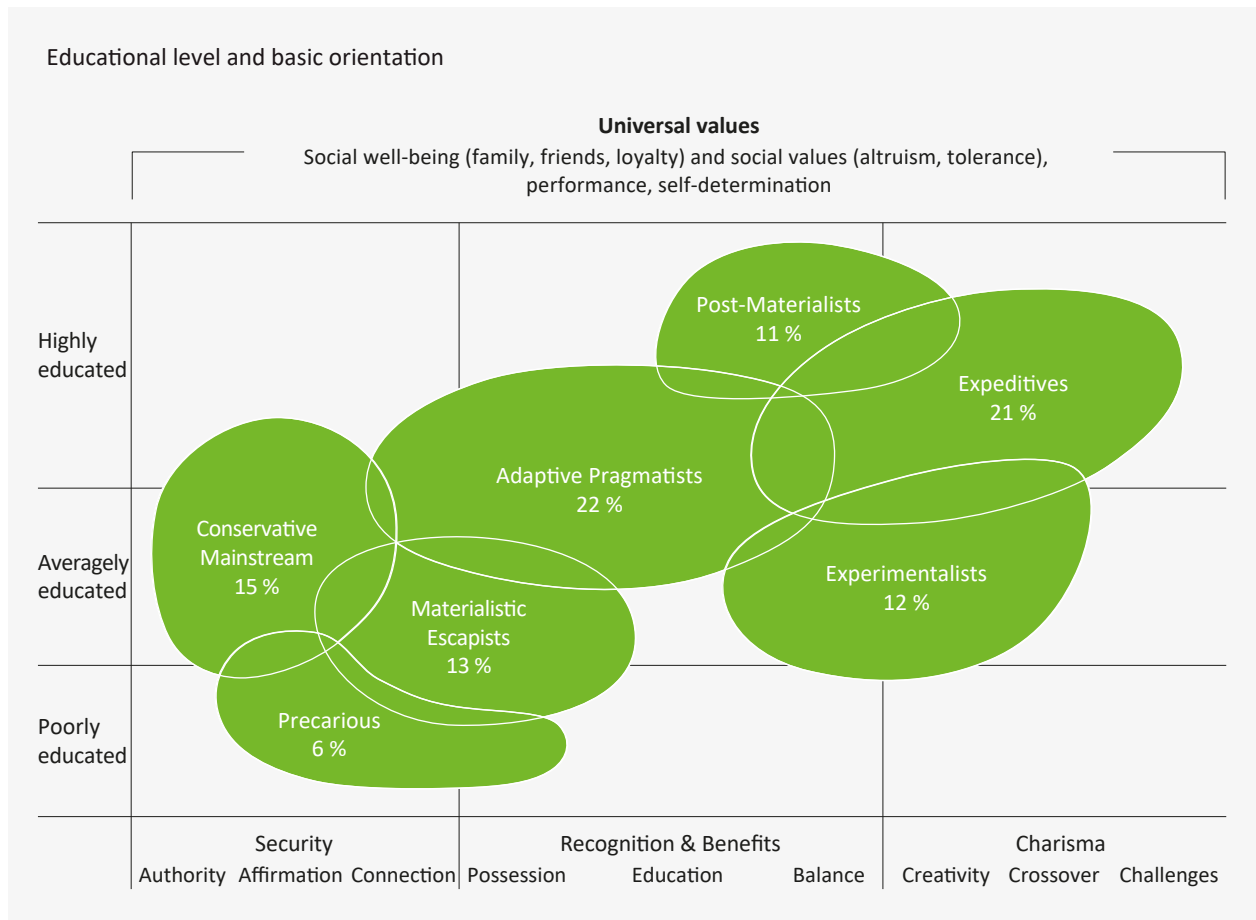 Educational level and basic orientation
Universal values
Social well-being (family, friends, loyalty) and social values (altruism, tolerance),
performance, self-determination
Highly
educated
Post-Materialists
11 %
Expeditives
21 %
Adaptive Pragmatists
22 %
Averagely
educated
Conservative
Mainstream
15 %
Experimentalists
12 %
Materialistic
Escapists
13 %
Poorly
educated
Precarious
6 %
Security
Recognition & Benefits
Charisma
Authority Affirmation Connection Possession Education Balance Creativity Crossover Challenges